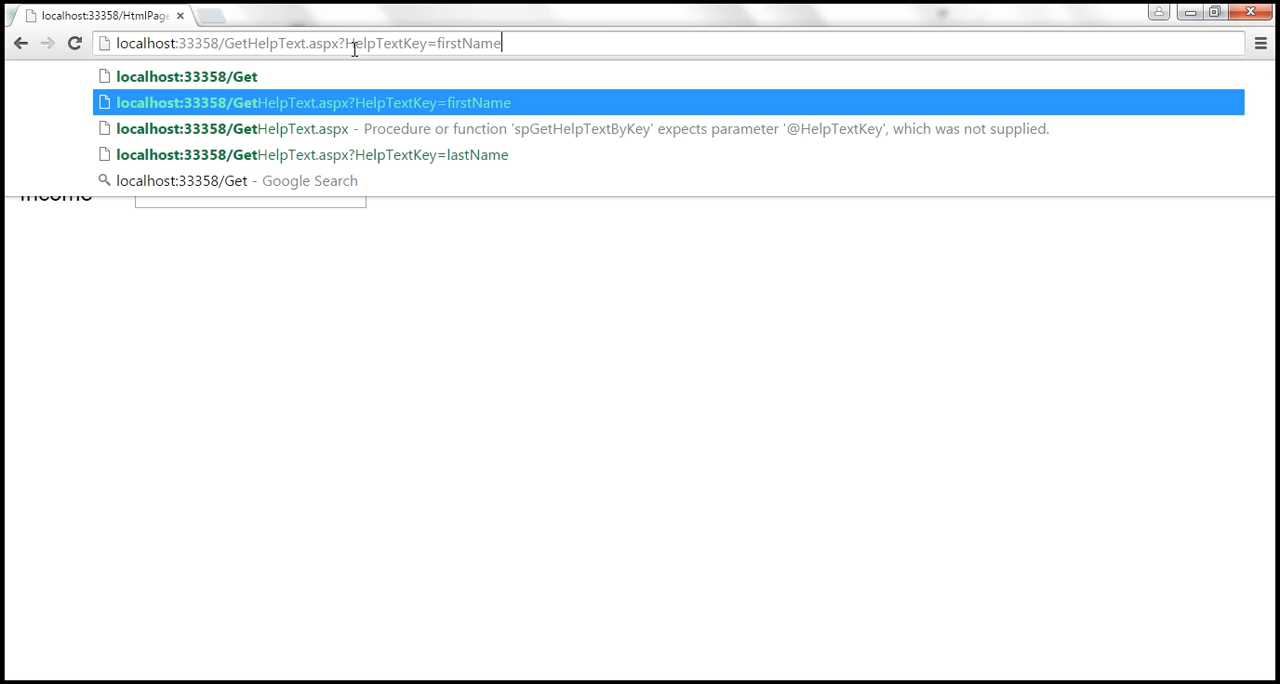 localhost:33358/HtmlPage
localhost:33358/GetHelpText.aspx?HelpTextKey=firstName
localhost:33358/Get
localhost:33358/GetHelpText.aspx?HelpTextKey=firstName
localhost:33358/GetHelpText.aspx - Procedure or function 'spGetHelpTextByKey' expects parameter '@HelpTextKey', which was not supplied.
localhost:33358/GetHelpText.aspx?HelpTextKey=lastName
localhost:33358/Get - Google Search
Income